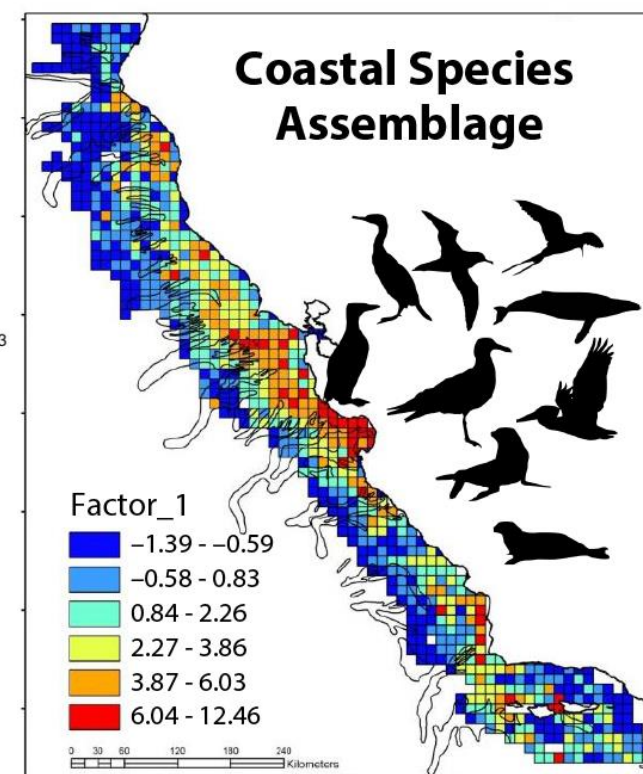 Coastal Species
Assemblage
3
Factor_1
–1.39 - –0.59
–0.58 - 0.83
0.84 - 2.26
2.27 - 3.86
3.87 - 6.03
6.04 - 12.46
0 30 60 120 180 240
Kilometers